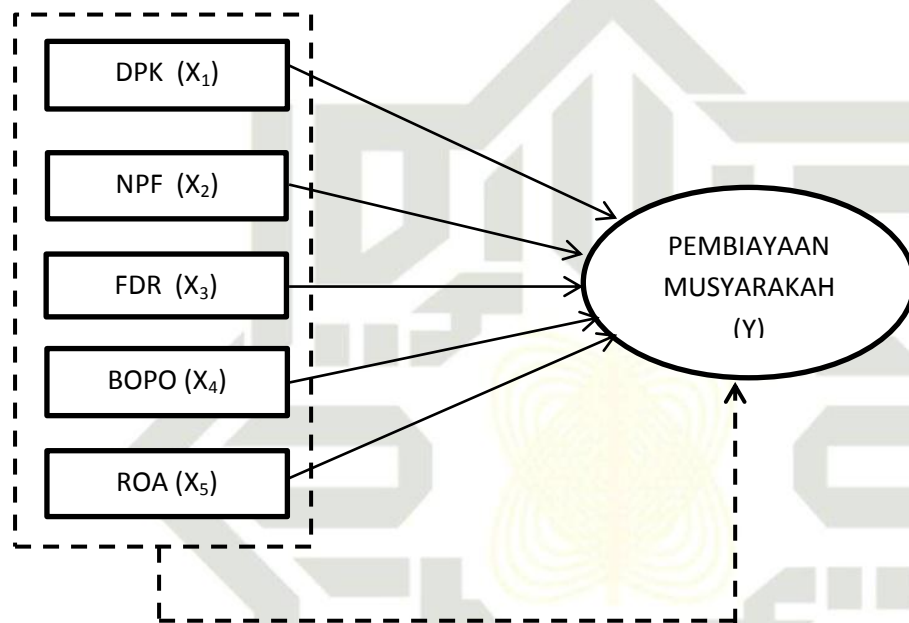 DPK (X₁)
NPF (X₂)
FDR (X₃)
BOPO (X₄)
ROA (X₅)
PEMBIAYAAN
MUSYARAKAH
(Y)